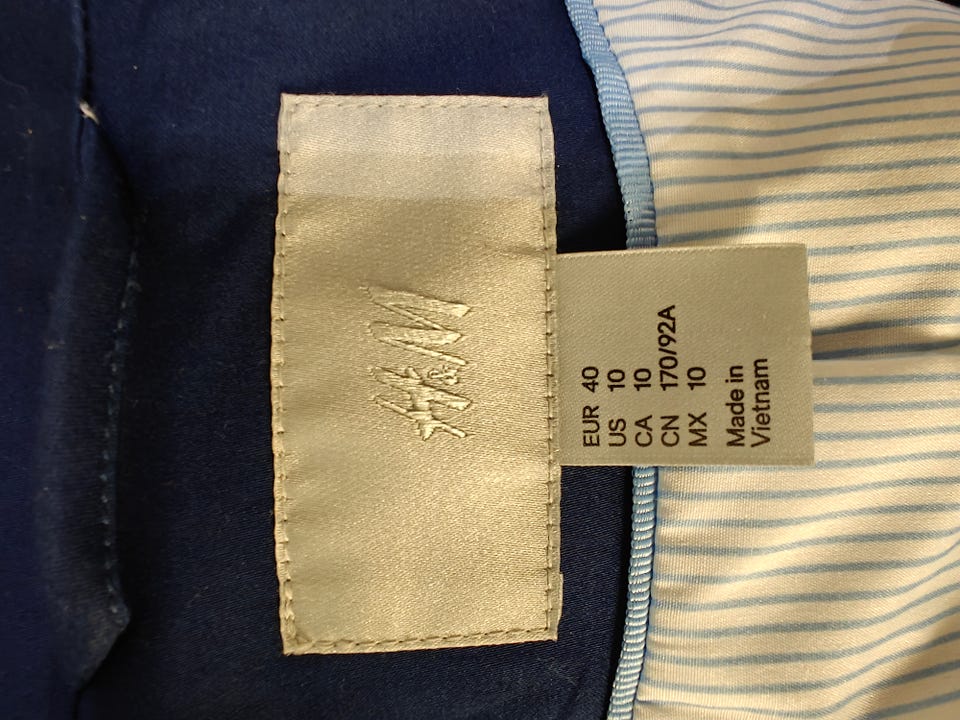 H&M
EUR 40
US 10
CA 10
CN 170/92A
MX 10
Made in
Vietnam